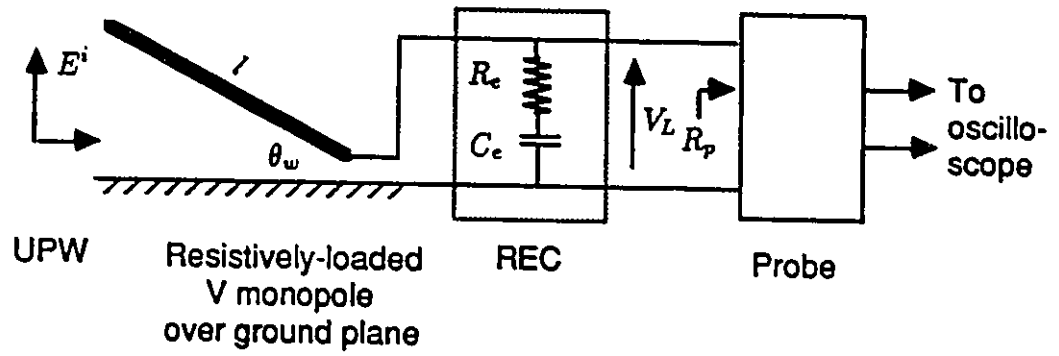 E^i
l
θ_w
R_e
C_e
V_L
R_p
To
oscillo-
scope
UPW
Resistively-loaded
V monopole
over ground plane
REC
Probe